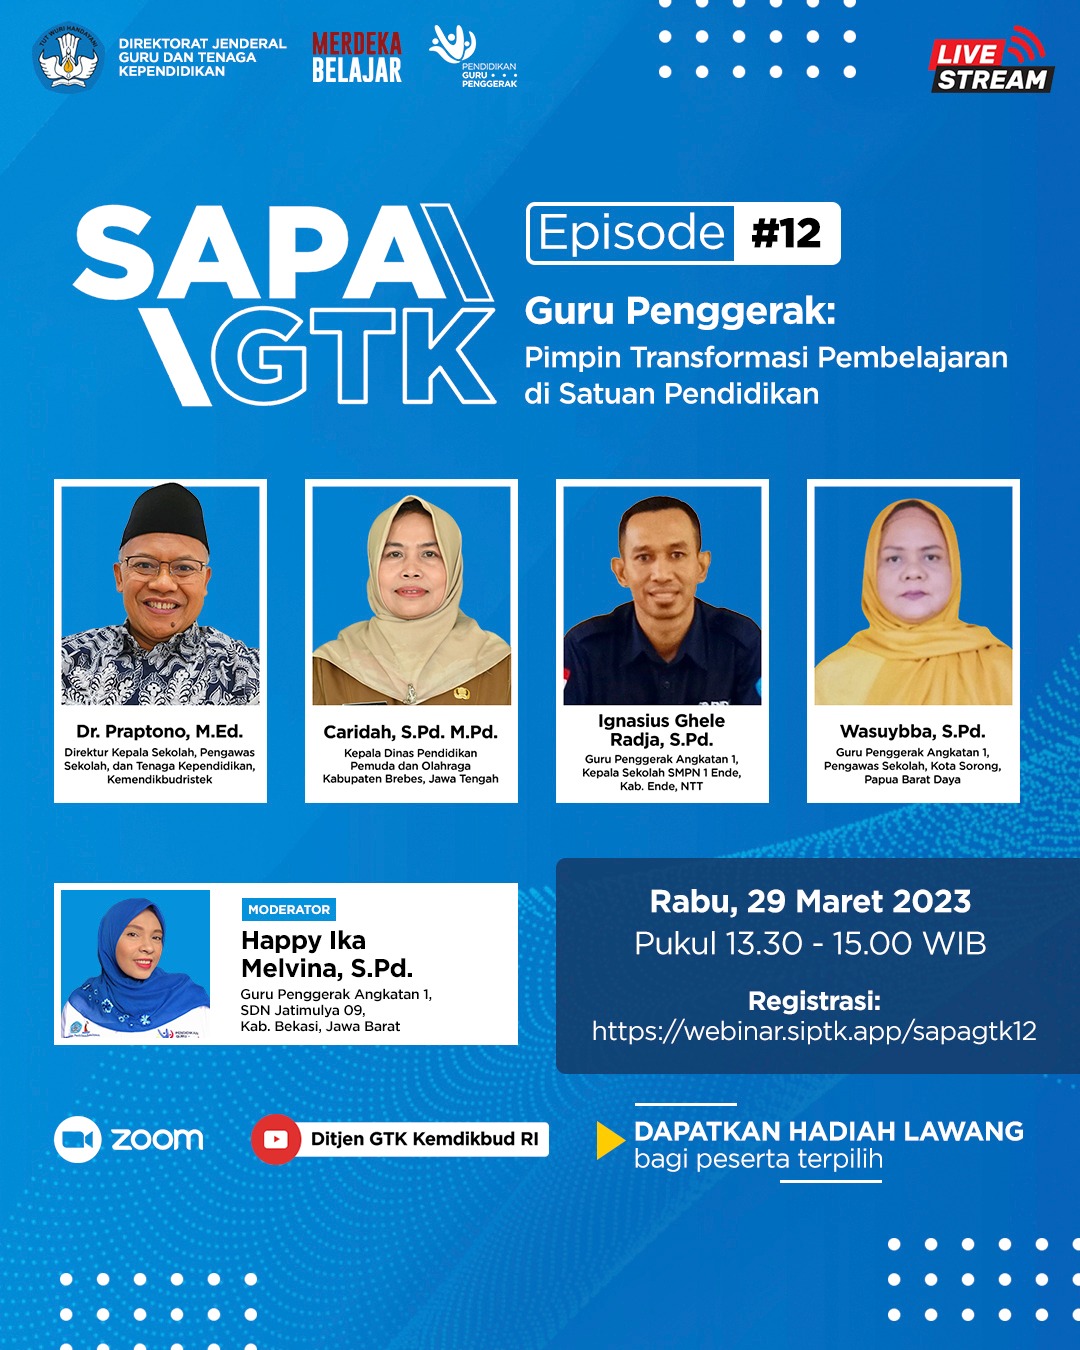 TUT WURI HANDAYANI
DIREKTORAT JENDERAL
GURU DAN TENAGA
KEPENDIDIKAN
MERDEKA
BELAJAR
PENDIDIKAN
GURU
PENGGERAK
LIVE
STREAM
SAPA
GTK
Episode #12
Guru Penggerak:
Pimpin Transformasi Pembelajaran
di Satuan Pendidikan
Dr. Praptono, M.Ed.
Direktur Kepala Sekolah, Pengawas
Sekolah, dan Tenaga Kependidikan,
Kemendikbudristek
Caridah, S.Pd. M.Pd.
Kepala Dinas Pendidikan
Pemuda dan Olahraga
Kabupaten Brebes, Jawa Tengah
Ignasius Ghele
Radja, S.Pd.
Guru Penggerak Angkatan 1,
Kepala Sekolah SMPN 1 Ende,
Kab. Ende, NTT
Wasuybba, S.Pd.
Guru Penggerak Angkatan 1,
Pengawas Sekolah, Kota Sorong,
Papua Barat Daya
MODERATOR
Happy Ika
Melvina, S.Pd.
Guru Penggerak Angkatan 1,
SDN Jatimulya 09,
Kab. Bekasi, Jawa Barat
Rabu, 29 Maret 2023
Pukul 13.30 - 15.00 WIB
Registrasi:
https://webinar.siptk.app/sapagtk12
zoom
Ditjen GTK Kemdikbud RI
DAPATKAN HADIAH LAWANG
bagi peserta terpilih